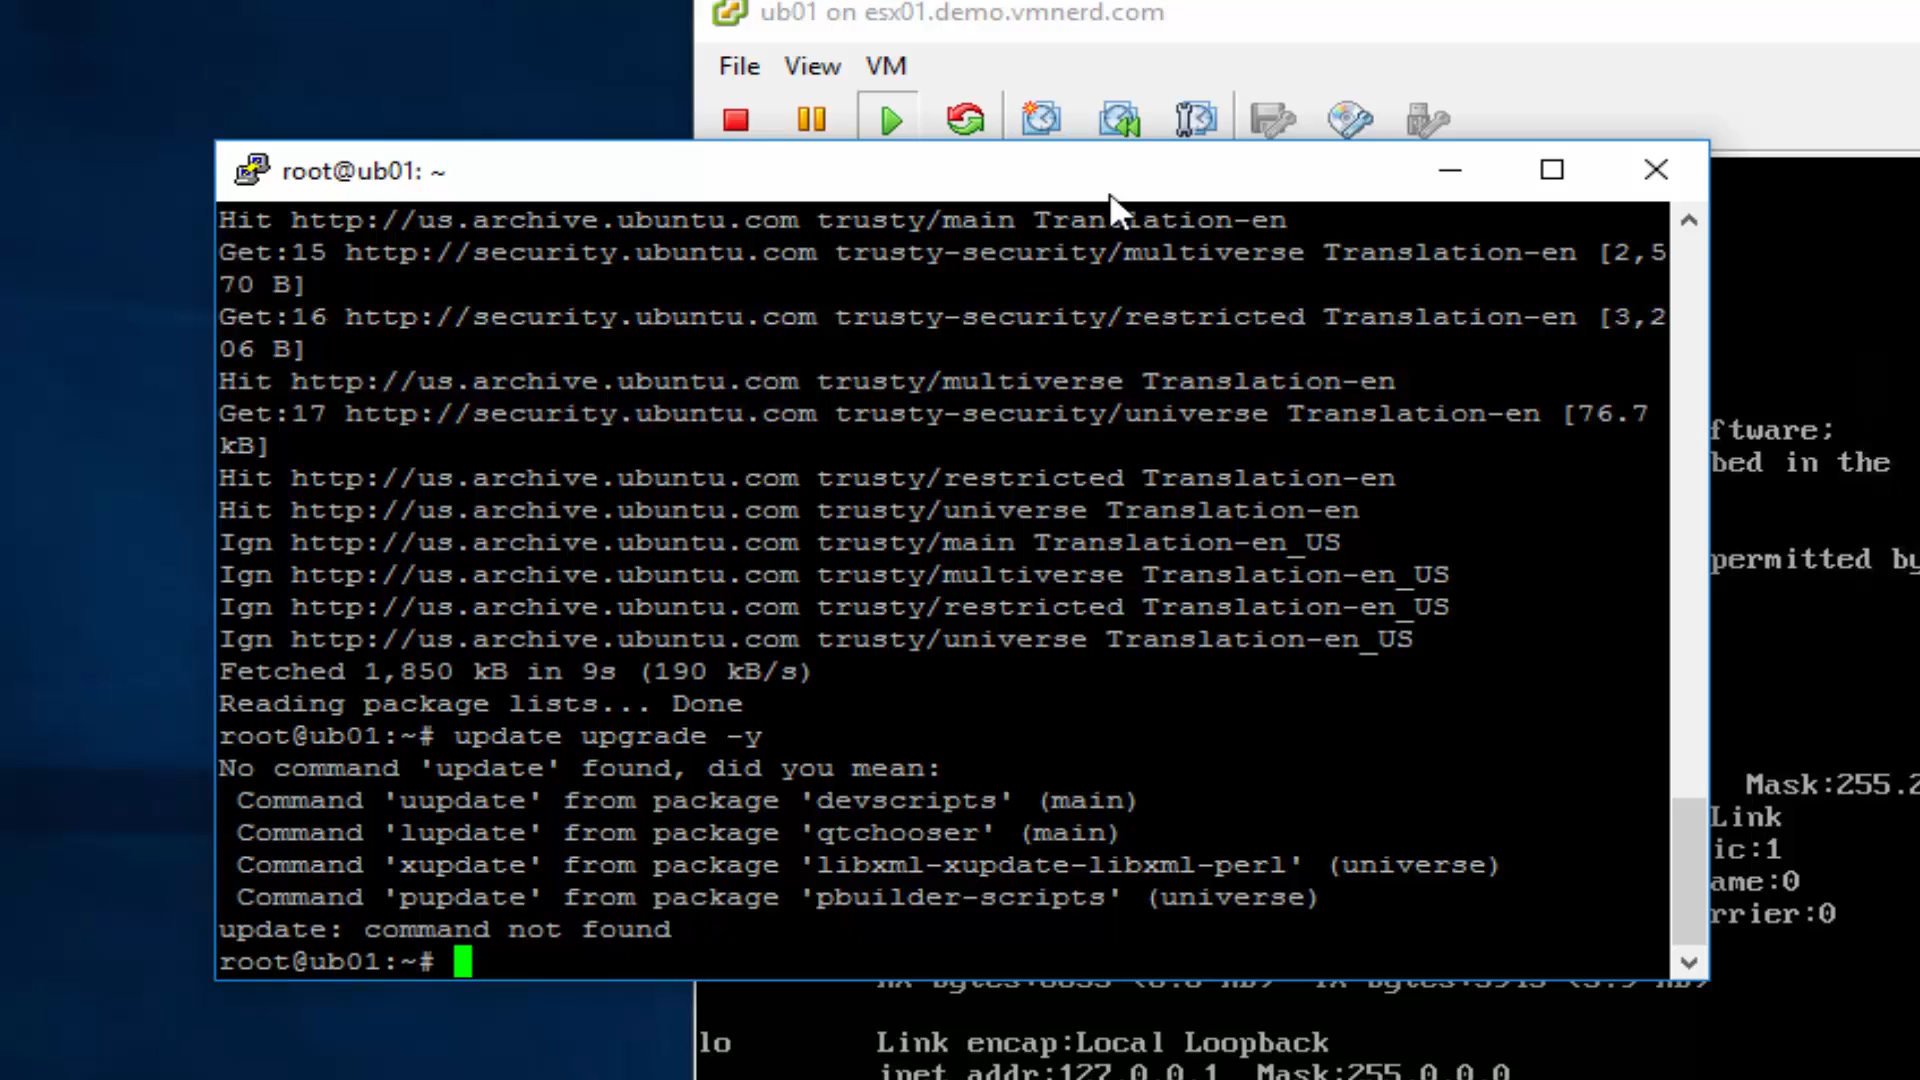 ub01 on esx01.demo.vmnerd.com
File View VM
root@ub01: ~
Hit http://us.archive.ubuntu.com trusty/main Translation-en
Get:15 http://security.ubuntu.com trusty-security/multiverse Translation-en [2,5
70 B]
Get:16 http://security.ubuntu.com trusty-security/restricted Translation-en [3,2
06 B]
Hit http://us.archive.ubuntu.com trusty/multiverse Translation-en
Get:17 http://security.ubuntu.com trusty-security/universe Translation-en [76.7
kB]
Hit http://us.archive.ubuntu.com trusty/restricted Translation-en
Hit http://us.archive.ubuntu.com trusty/universe Translation-en
Ign http://us.archive.ubuntu.com trusty/main Translation-en_US
Ign http://us.archive.ubuntu.com trusty/multiverse Translation-en_US
Ign http://us.archive.ubuntu.com trusty/restricted Translation-en_US
Ign http://us.archive.ubuntu.com trusty/universe Translation-en_US
Fetched 1,850 kB in 9s (190 kB/s)
Reading package lists... Done
root@ub01:~# update upgrade -y
No command 'update' found, did you mean:
Command 'uupdate' from package 'devscripts' (main)
Command 'lupdate' from package 'qtchooser' (main)
Command 'xupdate' from package 'libxml-xupdate-libxml-perl' (universe)
Command 'pupdate' from package 'pbuilder-scripts' (universe)
update: command not found
root@ub01:~#
ftware;
bed in the
permitted by
Mask:255.2
Link
ic:1
ame:0
rrier:0
lo Link encap:Local Loopback
inet addr:127.0.0.1 Mask:255.0.0.0